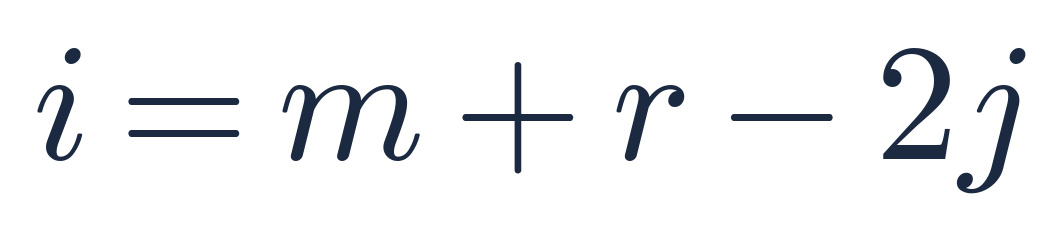 i = m + r − 2j